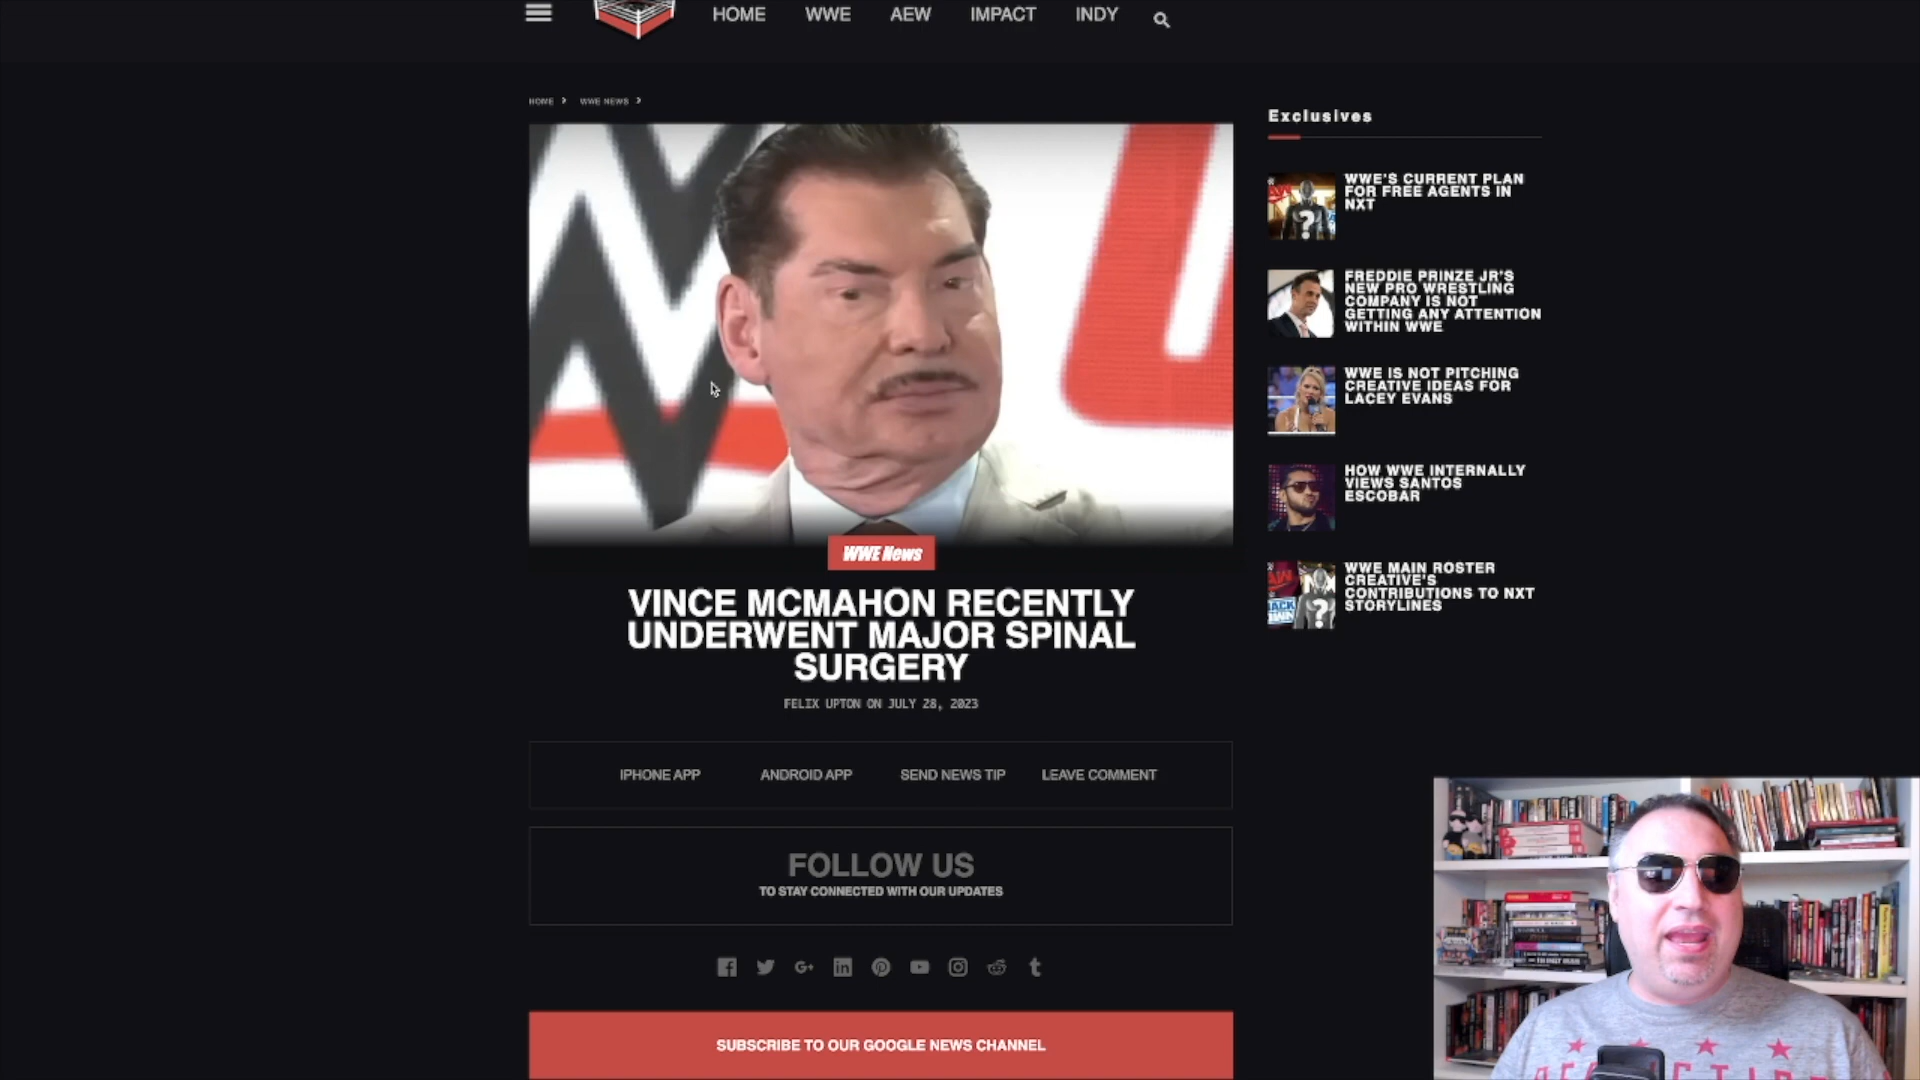 HOME
WWE
AEW
IMPACT
INDY
HOME > WWE NEWS >
WWE News
VINCE MCMAHON RECENTLY
UNDERWENT MAJOR SPINAL
SURGERY
FELIX UPTON ON JULY 28, 2023
IPHONE APP
ANDROID APP
SEND NEWS TIP
LEAVE COMMENT
FOLLOW US
TO STAY CONNECTED WITH OUR UPDATES
SUBSCRIBE TO OUR GOOGLE NEWS CHANNEL
Exclusives
WWE'S CURRENT PLAN
FOR FREE AGENTS IN
NXT
FREDDIE PRINZE JR'S
NEW PRO WRESTLING
COMPANY IS NOT
GETTING ANY ATTENTION
WITHIN WWE
WWE IS NOT PITCHING
CREATIVE IDEAS FOR
LACEY EVANS
HOW WWE INTERNALLY
VIEWS SANTOS
ESCOBAR
WWE MAIN ROSTER
CREATIVE'S
CONTRIBUTIONS TO NXT
STORYLINES